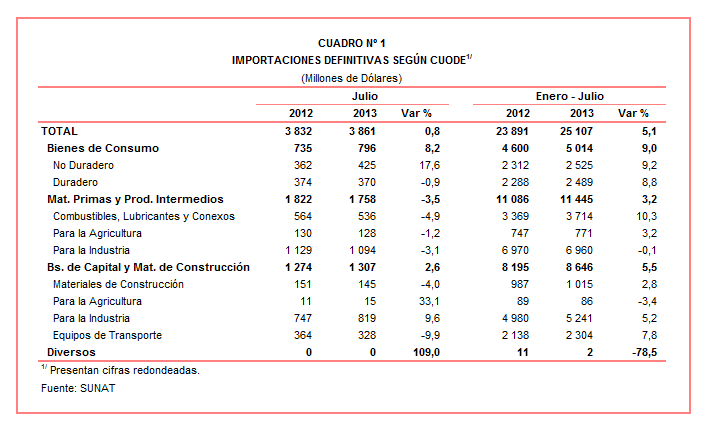 CUADRO Nº 1
IMPORTACIONES DEFINITIVAS SEGÚN CUODE1/
(Millones de Dólares)
Julio Enero - Julio
2012 2013 Var % 2012 2013 Var %
TOTAL 3 832 3 861 0,8 23 891 25 107 5,1
Bienes de Consumo 735 796 8,2 4 600 5 014 9,0
No Duradero 362 425 17,6 2 312 2 525 9,2
Duradero 374 370 -0,9 2 288 2 489 8,8
Mat. Primas y Prod. Intermedios 1 822 1 758 -3,5 11 086 11 445 3,2
Combustibles, Lubricantes y Conexos 564 536 -4,9 3 369 3 714 10,3
Para la Agricultura 130 128 -1,2 747 771 3,2
Para la Industria 1 129 1 094 -3,1 6 970 6 960 -0,1
Bs. de Capital y Mat. de Construcción 1 274 1 307 2,6 8 195 8 646 5,5
Materiales de Construcción 151 145 -4,0 987 1 015 2,8
Para la Agricultura 11 15 33,1 89 86 -3,4
Para la Industria 747 819 9,6 4 980 5 241 5,2
Equipos de Transporte 364 328 -9,9 2 138 2 304 7,8
Diversos 0 0 109,0 11 2 -78,5
1/ Presentan cifras redondeadas.
Fuente: SUNAT